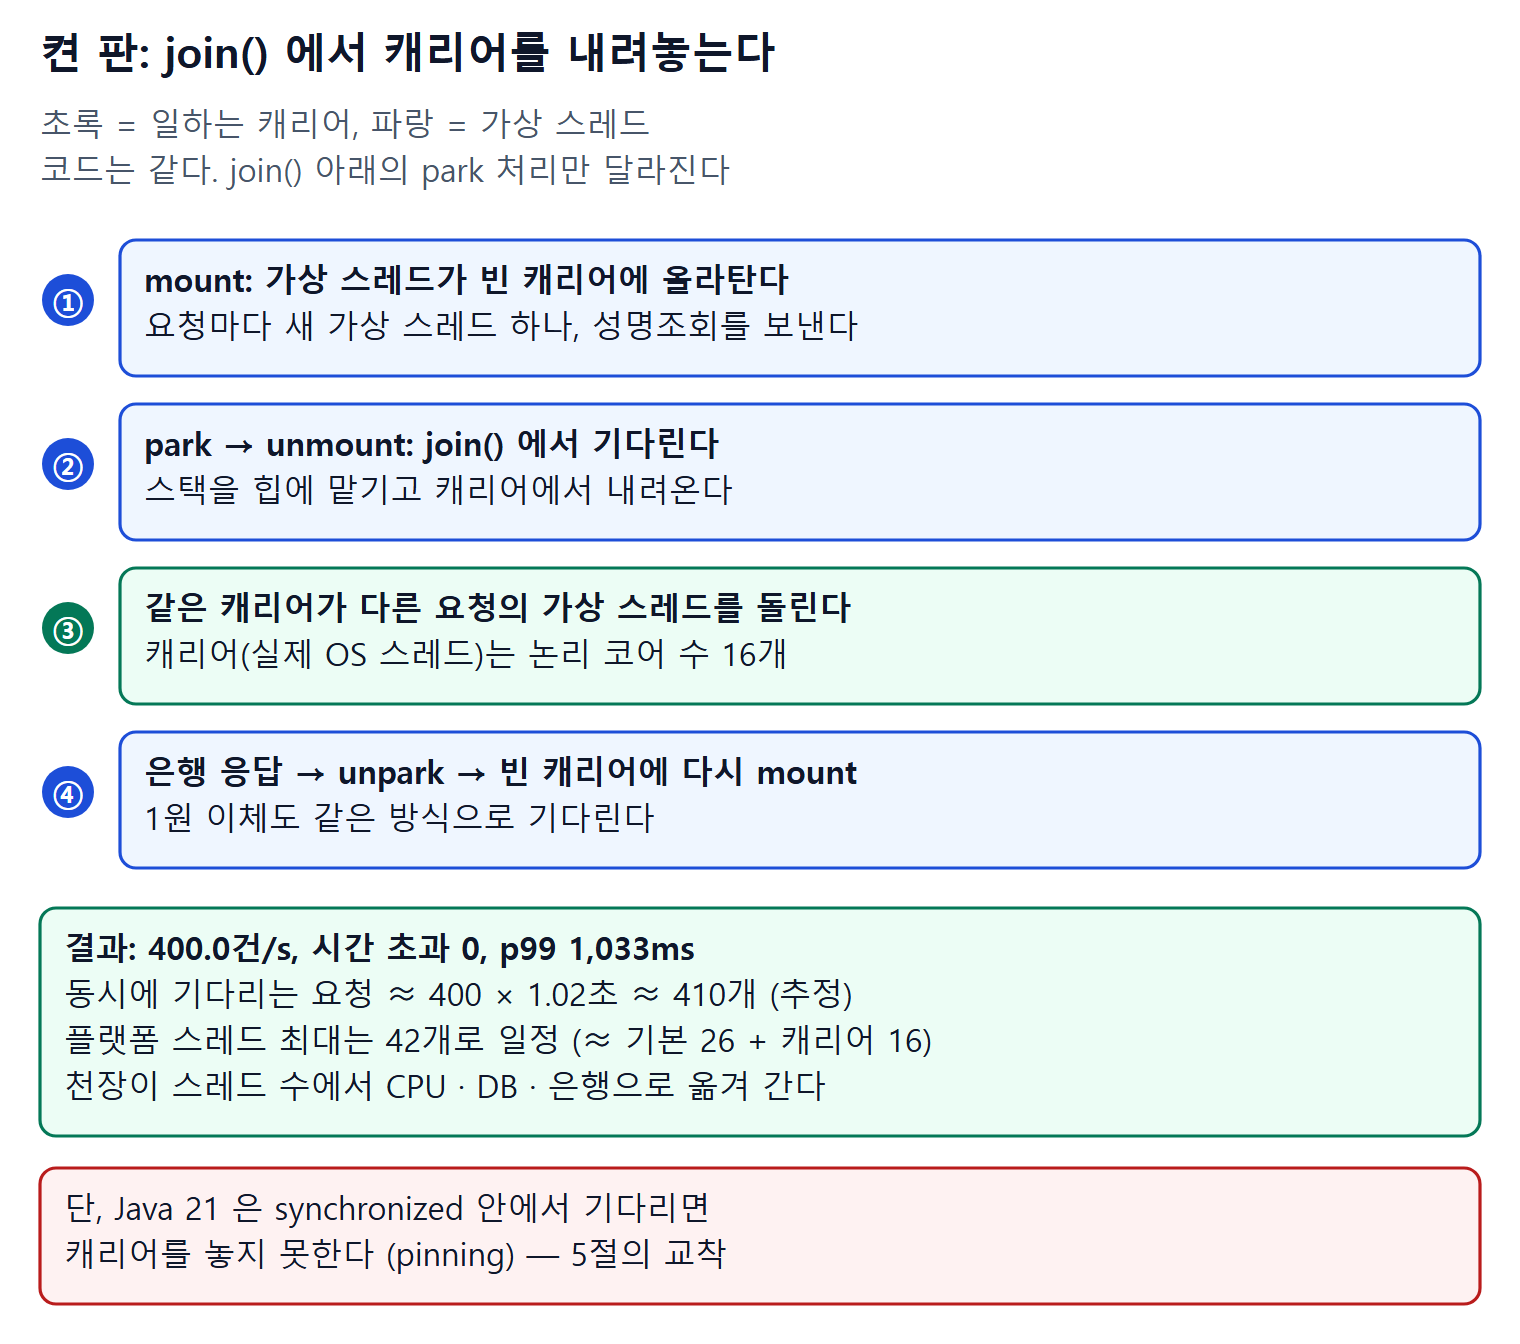 켠 판: join() 에서 캐리어를 내려놓는다
초록 = 일하는 캐리어, 파랑 = 가상 스레드
코드는 같다. join() 아래의 park 처리만 달라진다
①
mount: 가상 스레드가 빈 캐리어에 올라탄다
요청마다 새 가상 스레드 하나, 성명조회를 보낸다
②
park → unmount: join() 에서 기다린다
스택을 힙에 맡기고 캐리어에서 내려온다
③
같은 캐리어가 다른 요청의 가상 스레드를 돌린다
캐리어(실제 OS 스레드)는 논리 코어 수 16개
④
은행 응답 → unpark → 빈 캐리어에 다시 mount
1원 이체도 같은 방식으로 기다린다
결과: 400.0건/s, 시간 초과 0, p99 1,033ms
동시에 기다리는 요청 ≈ 400 × 1.02초 ≈ 410개 (추정)
플랫폼 스레드 최대는 42개로 일정 (≈ 기본 26 + 캐리어 16)
천장이 스레드 수에서 CPU · DB · 은행으로 옮겨 간다
단, Java 21 은 synchronized 안에서 기다리면
캐리어를 놓지 못한다 (pinning) — 5절의 교착